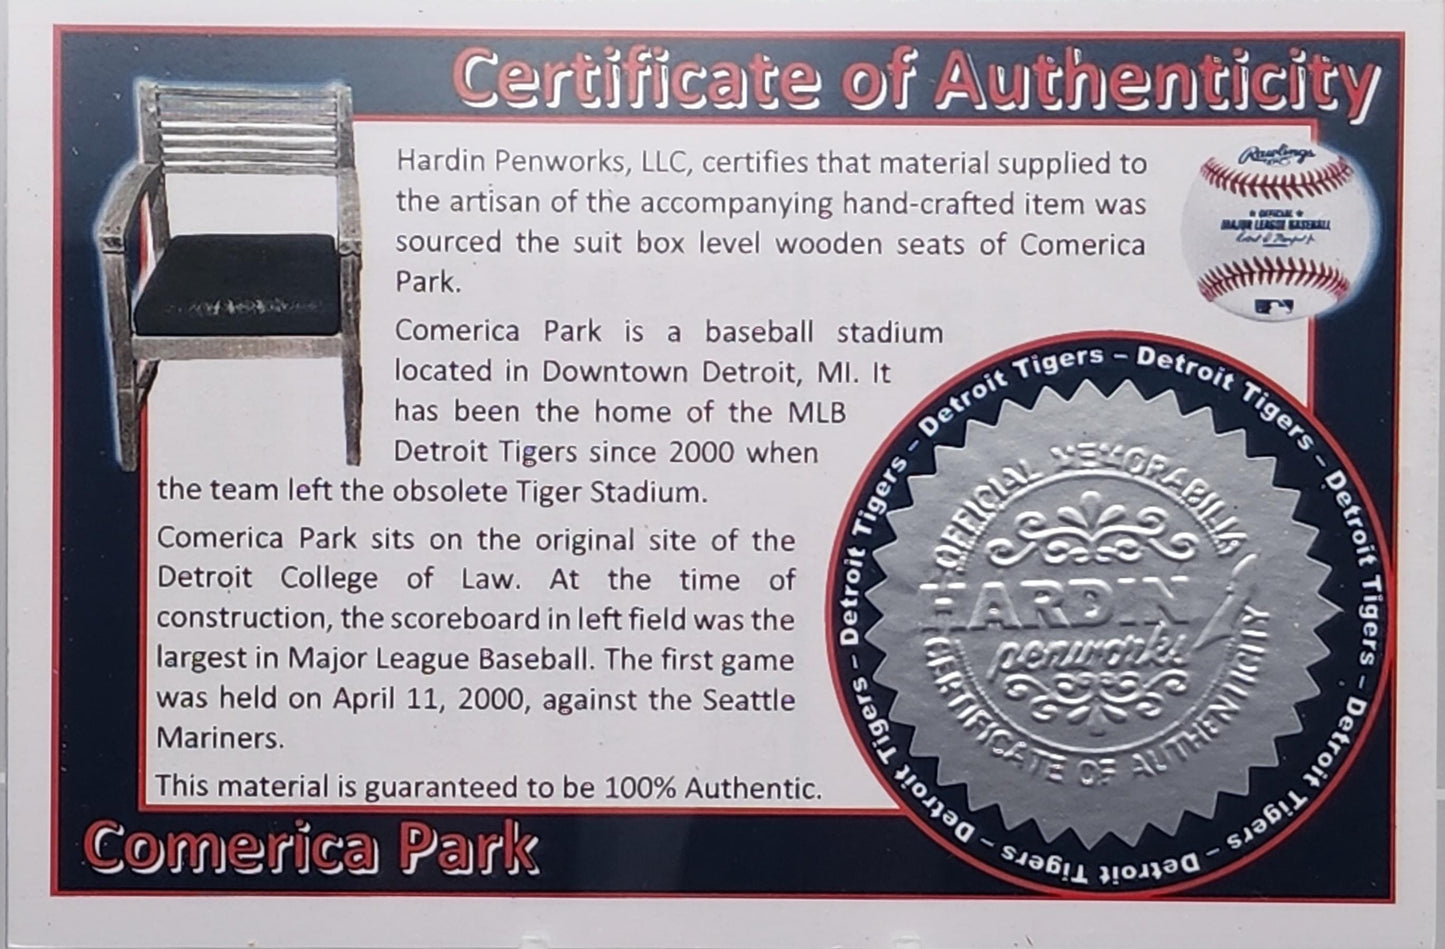 Certificate of Authenticity
Hardin Penworks, LLC, certifies that material supplied to
the artisan of the accompanying hand-crafted item was
sourced the suit box level wooden seats of Comerica
Park.
Rawlings
OFFICIAL
MAJOR LEAGUE BASEBALL
Comerica Park is a baseball stadium
located in Downtown Detroit, MI. It
has been the home of the MLB
Detroit Tigers since 2000 when
the team left the obsolete Tiger Stadium.
Comerica Park sits on the original site of the
Detroit College of Law. At the time of
construction, the scoreboard in left field was the
largest in Major League Baseball. The first game
was held on April 11, 2000, against the Seattle
Mariners.
This material is guaranteed to be 100% Authentic.
Detroit Tigers – Detroit Tigers – Detroit Tigers – Detroit Tigers – Detroit Tigers – Detroit Tigers – Detroit Tigers – Detroit Tigers –
OFFICIAL MEMORABILIA
HARDIN
penworks
CERTIFICATE OF AUTHENTICITY
Comerica Park